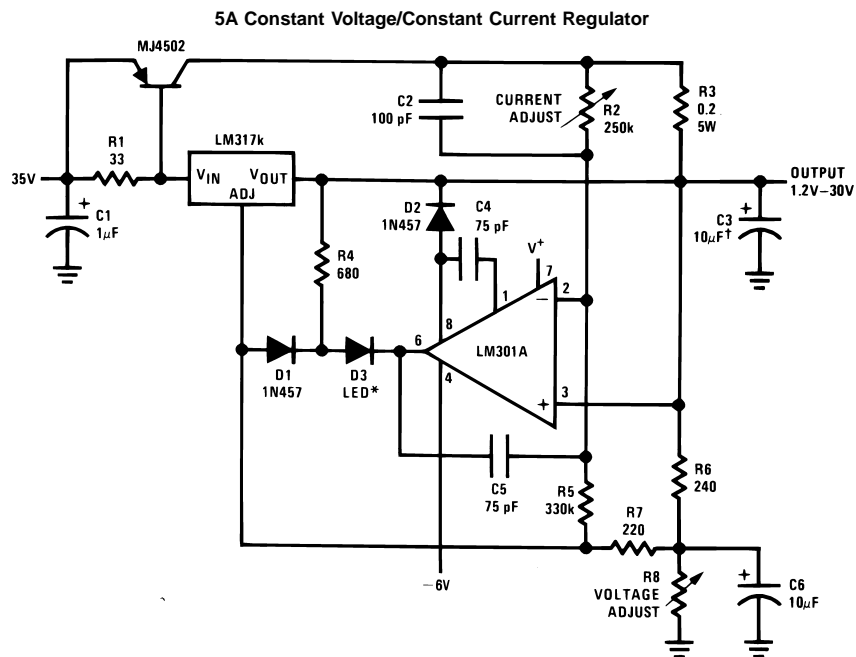 5A Constant Voltage/Constant Current Regulator
MJ4502
C2
100 pF
CURRENT
ADJUST
R2
250k
R3
0.2
5W
R1
33
LM317k
35V
VIN
VOUT
ADJ
OUTPUT
1.2V–30V
C1
1μF
+
R4
680
D2
1N457
C4
75 pF
V+
7
+
C3
10μF†
1
2
–
8
6
LM301A
4
3
+
D1
1N457
D3
LED*
C5
75 pF
R5
330k
R6
240
R7
220
–6V
R8
VOLTAGE
ADJUST
+
C6
10μF